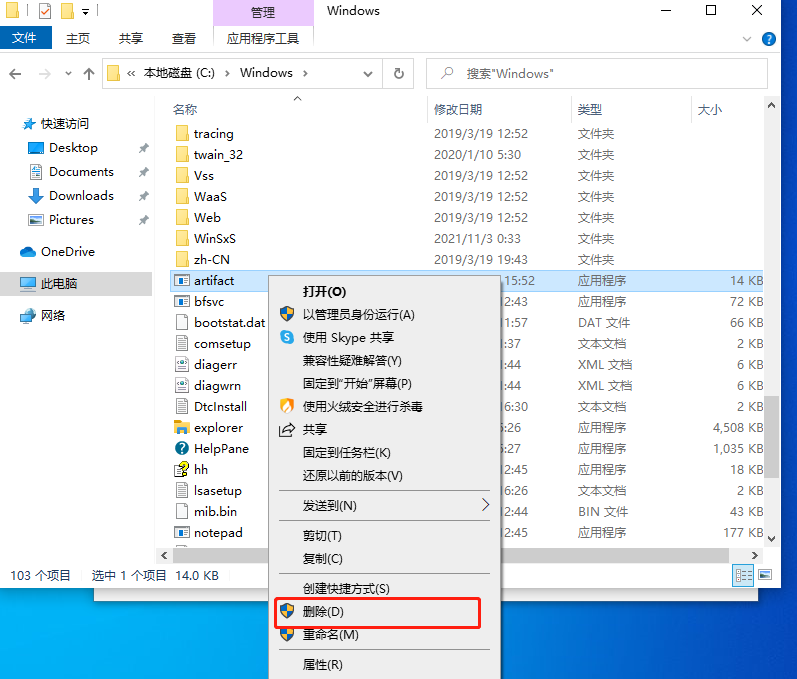 管理
Windows
文件
主页
共享
查看
应用程序工具
« 本地磁盘 (C:) › Windows ›
搜索"Windows"
快速访问
Desktop
Documents
Downloads
Pictures
OneDrive
此电脑
网络
名称 修改日期 类型 大小
tracing 2019/3/19 12:52 文件夹
twain_32 2020/1/10 5:30 文件夹
Vss 2019/3/19 12:52 文件夹
WaaS 2019/3/19 12:52 文件夹
Web 2019/3/19 12:52 文件夹
WinSxS 2021/11/3 0:33 文件夹
zh-CN 2019/3/19 19:43 文件夹
artifact 15:52 应用程序 14 KB
bfsvc 2:43 应用程序 72 KB
bootstat.dat 1:57 DAT 文件 66 KB
comsetup :37 文本文档 2 KB
diagerr :44 XML 文档 6 KB
diagwrn :44 XML 文档 6 KB
DtcInstall 6:30 文本文档 2 KB
explorer 5:26 应用程序 4,508 KB
HelpPane 5:27 应用程序 1,035 KB
hh 2:45 应用程序 18 KB
lsasetup 6:26 文本文档 2 KB
mib.bin 2:44 BIN 文件 43 KB
notepad 2:45 应用程序 177 KB
打开(O)
以管理员身份运行(A)
使用 Skype 共享
兼容性疑难解答(Y)
固定到"开始"屏幕(P)
使用火绒安全进行杀毒
共享
固定到任务栏(K)
还原以前的版本(V)
发送到(N)
剪切(T)
复制(C)
创建快捷方式(S)
删除(D)
重命名(M)
属性(R)
103 个项目 选中 1 个项目 14.0 KB